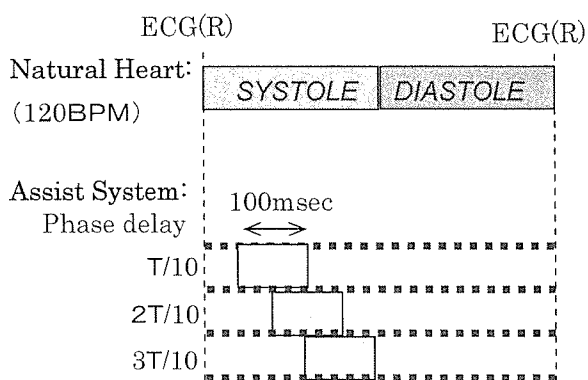 ECG(R)
ECG(R)
Natural Heart:
SYSTOLE DIASTOLE
(120BPM)
Assist System:
100msec
Phase delay
T/10
2T/10
3T/10